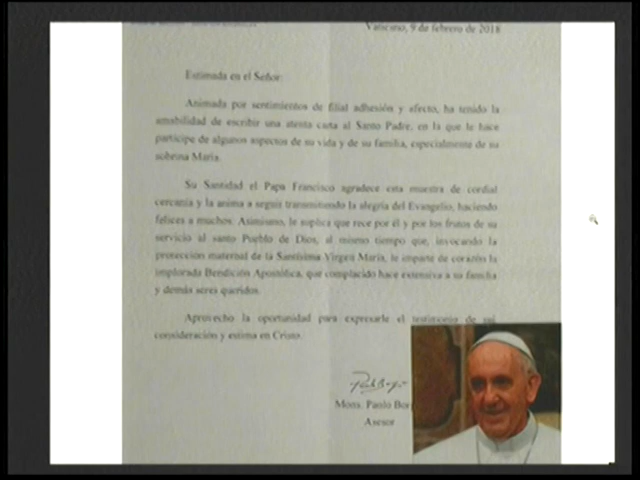 Vaticano, 9 de febrero de 2018
Estimada en el Señor:
Animada por sentimientos de filial adhesión y afecto, ha tenido la
amabilidad de escribir una atenta carta al Santo Padre, en la que le hace
partícipe de algunos aspectos de su vida y de su familia, especialmente de su
sobrina María.
Su Santidad el Papa Francisco agradece esta muestra de cordial
cercanía y la anima a seguir transmitiendo la alegría del Evangelio, haciendo
felices a muchos. Asimismo, le suplica que rece por él y por los frutos de su
servicio al santo Pueblo de Dios, al mismo tiempo que, invocando la
protección maternal de la Santísima Virgen María, le imparte de corazón la
implorada Bendición Apostólica, que complacido hace extensiva a su familia
y demás seres queridos.
Aprovecho la oportunidad para expresarle el testimonio de mi
consideración y estima en Cristo.
Mons. Paolo Bor
Asesor